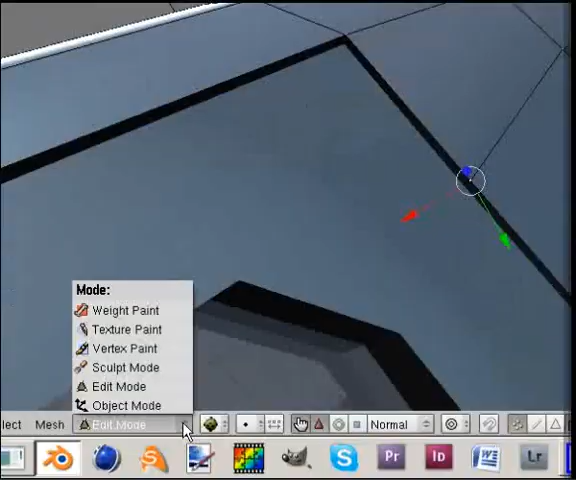 Mode:
Weight Paint
Texture Paint
Vertex Paint
Sculpt Mode
Edit Mode
Object Mode
lect Mesh Edit Mode Normal
Pr Id W Lr